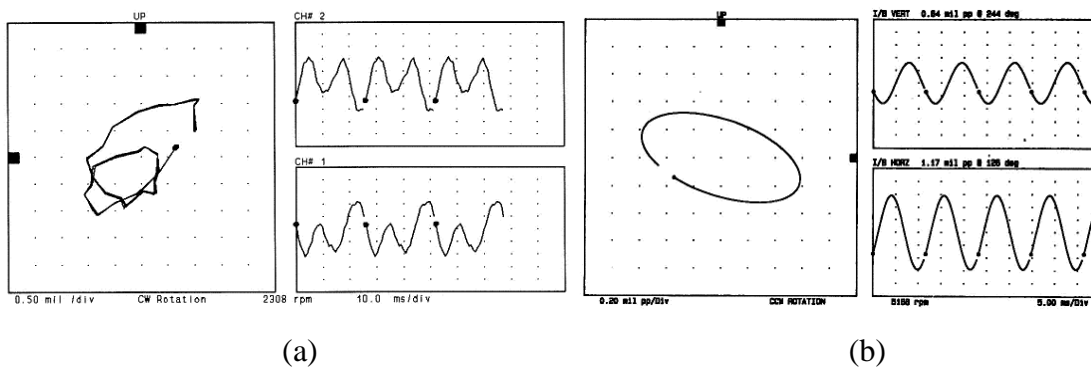 UP
CH# 2
CH# 1
0.50 mil /div CW Rotation 2308 rpm 10.0 ms/div
(a)
UP
I/B VERT 0.64 mil pp @ 244 deg
I/B HORZ 1.17 mil pp @ 126 deg
0.20 mil pp/Div CCW ROTATION rpm 5.00 ms/Div
(b)